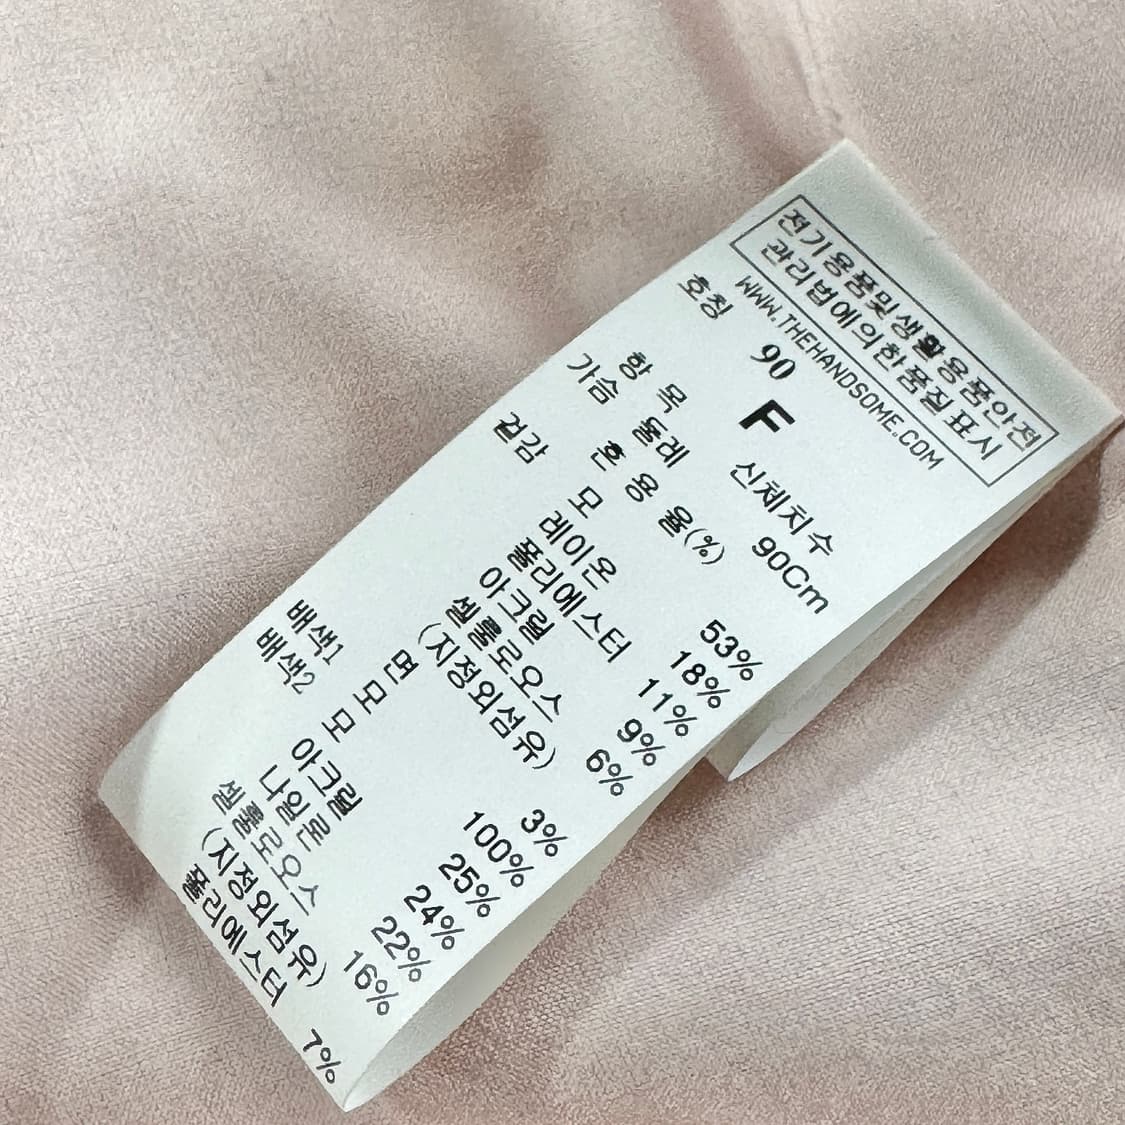 전기용품및생활용품안전
관리법에의한품질표시
WWW.THEHANDSOME.COM
호칭 90 F
항 목 신체치수
가슴 둘레 90Cm
혼 용 율(%)
겉감 모 53%
레이온 18%
폴리에스터 11%
아크릴 9%
셀룰로오스 6%
(지정외섬유)
면 3%
배색1 모 100%
배색2 모 25%
아크릴 24%
나일론 22%
셀룰로오스 16%
(지정외섬유)
폴리에스터 7%